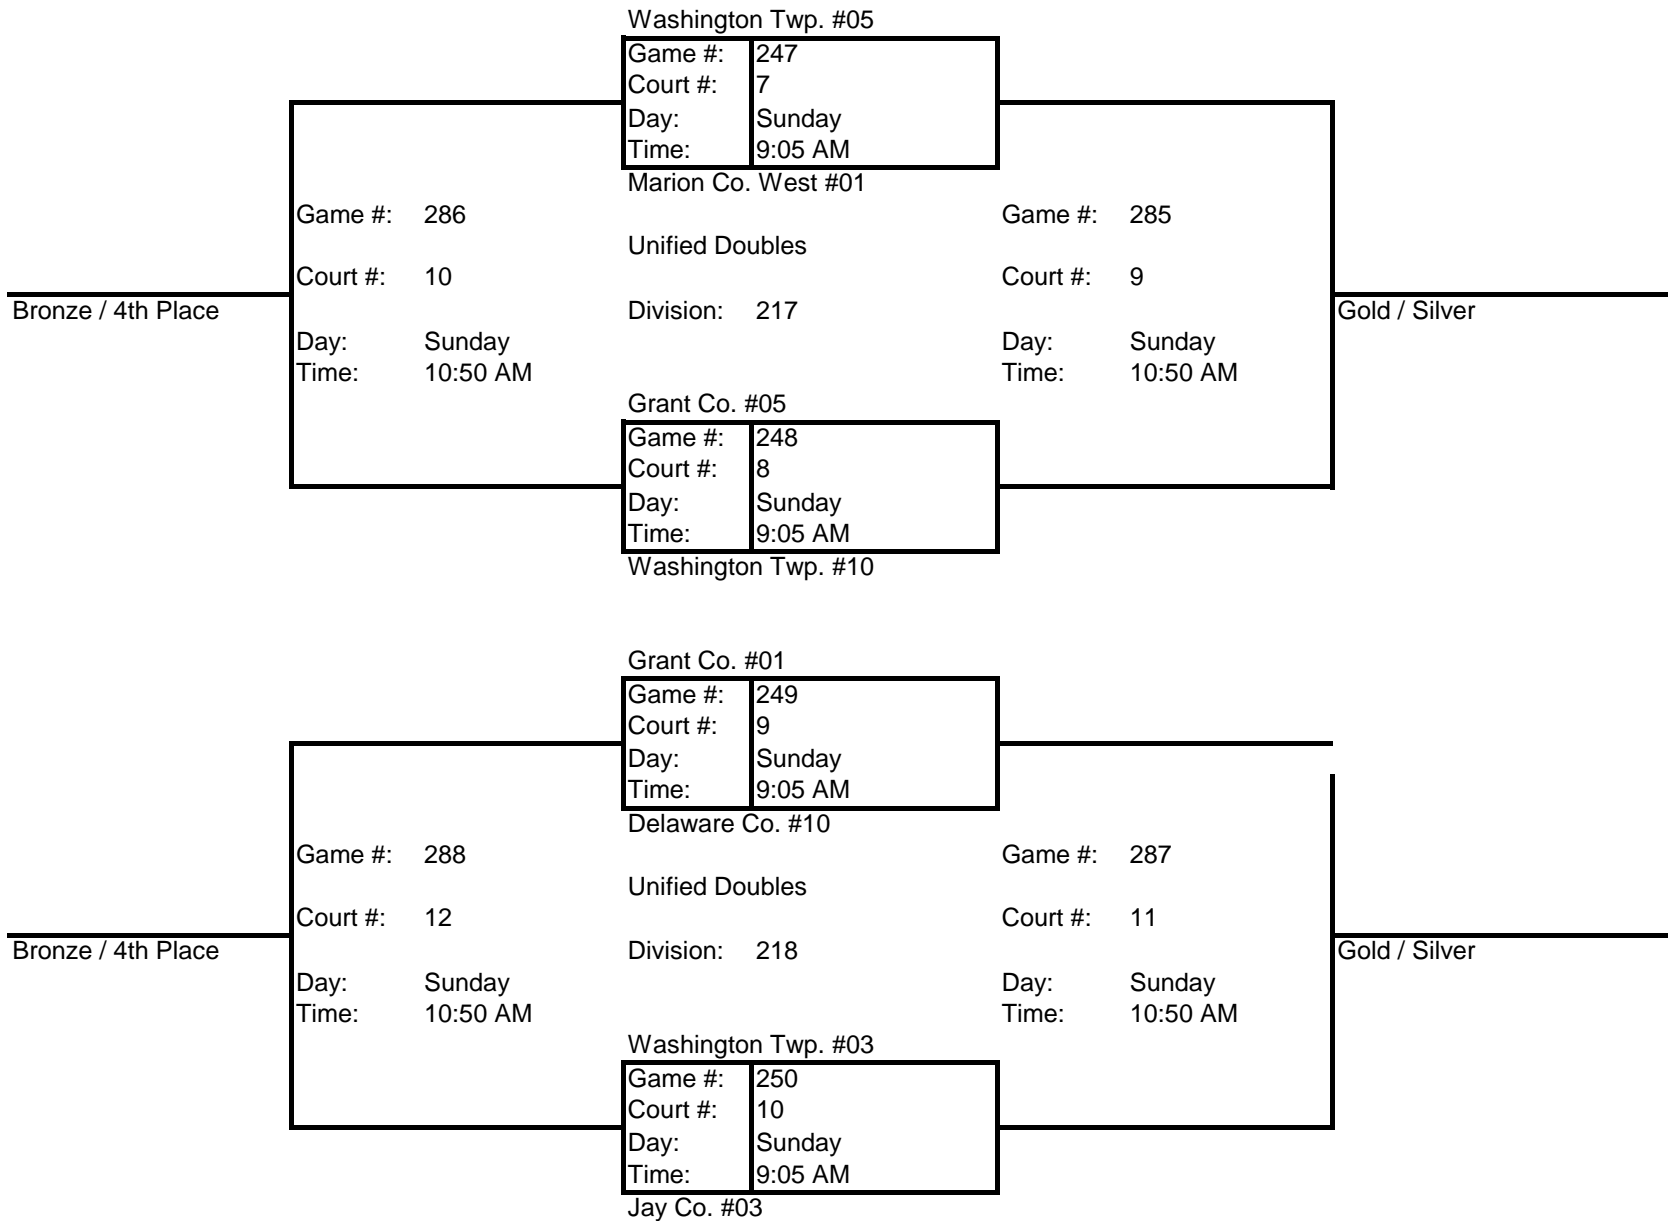 Washington Twp. #05
Game #: 247
Court #: 7
Day: Sunday
Time: 9:05 AM
Marion Co. West #01
Game #: 286 Game #: 285
Unified Doubles
Court #: 10 Court #: 9
Bronze / 4th Place Division: 217 Gold / Silver
Day: Sunday Day: Sunday
Time: 10:50 AM Time: 10:50 AM
Grant Co. #05
Game #: 248
Court #: 8
Day: Sunday
Time: 9:05 AM
Washington Twp. #10
Grant Co. #01
Game #: 249
Court #: 9
Day: Sunday
Time: 9:05 AM
Delaware Co. #10
Game #: 288 Game #: 287
Unified Doubles
Court #: 12 Court #: 11
Bronze / 4th Place Division: 218 Gold / Silver
Day: Sunday Day: Sunday
Time: 10:50 AM Time: 10:50 AM
Washington Twp. #03
Game #: 250
Court #: 10
Day: Sunday
Time: 9:05 AM
Jay Co. #03